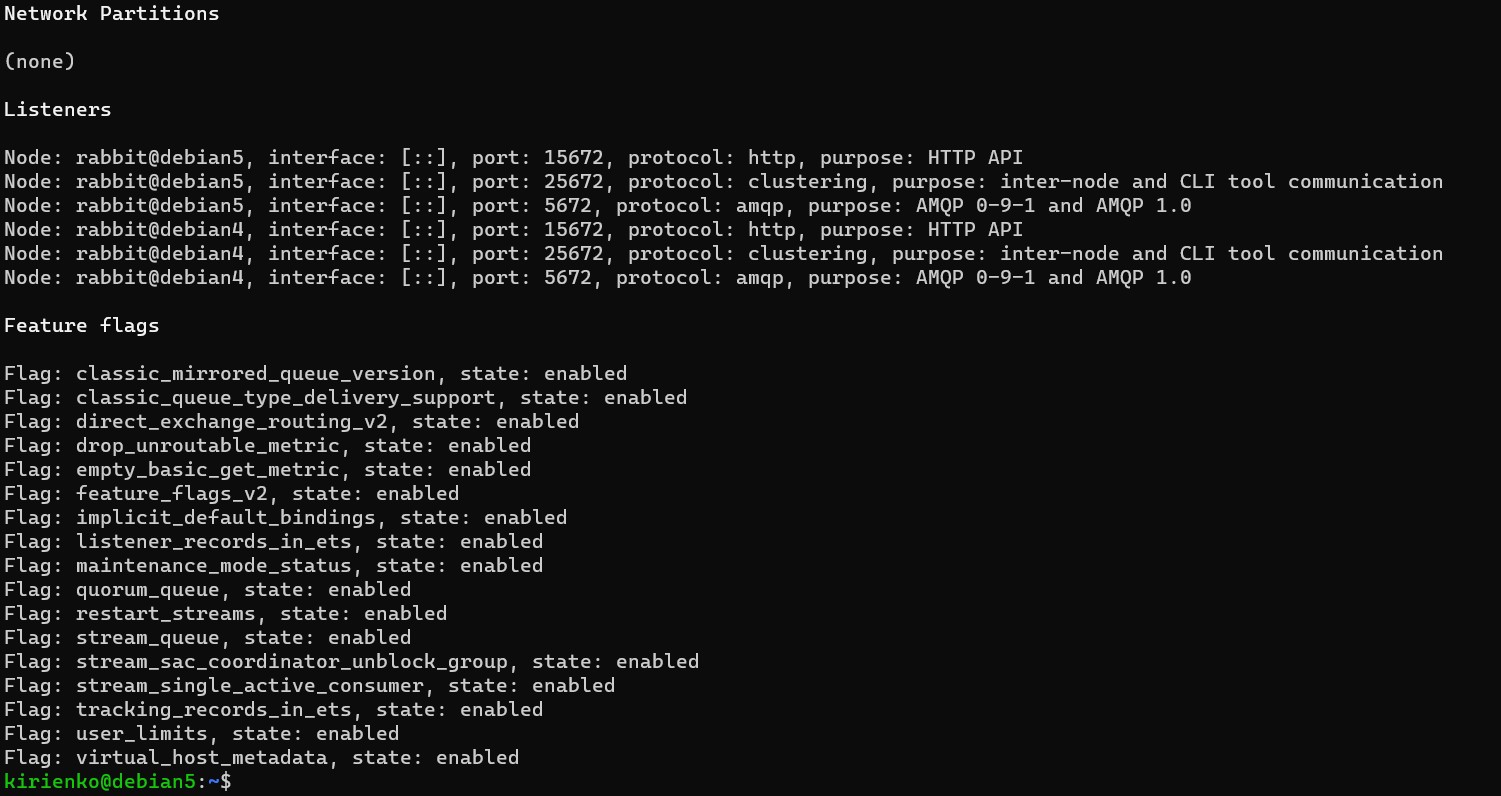 Network Partitions
(none)
Listeners
Node: rabbit@debian5, interface: [::], port: 15672, protocol: http, purpose: HTTP API
Node: rabbit@debian5, interface: [::], port: 25672, protocol: clustering, purpose: inter-node and CLI tool communication
Node: rabbit@debian5, interface: [::], port: 5672, protocol: amqp, purpose: AMQP 0-9-1 and AMQP 1.0
Node: rabbit@debian4, interface: [::], port: 15672, protocol: http, purpose: HTTP API
Node: rabbit@debian4, interface: [::], port: 25672, protocol: clustering, purpose: inter-node and CLI tool communication
Node: rabbit@debian4, interface: [::], port: 5672, protocol: amqp, purpose: AMQP 0-9-1 and AMQP 1.0
Feature flags
Flag: classic_mirrored_queue_version, state: enabled
Flag: classic_queue_type_delivery_support, state: enabled
Flag: direct_exchange_routing_v2, state: enabled
Flag: drop_unroutable_metric, state: enabled
Flag: empty_basic_get_metric, state: enabled
Flag: feature_flags_v2, state: enabled
Flag: implicit_default_bindings, state: enabled
Flag: listener_records_in_ets, state: enabled
Flag: maintenance_mode_status, state: enabled
Flag: quorum_queue, state: enabled
Flag: restart_streams, state: enabled
Flag: stream_queue, state: enabled
Flag: stream_sac_coordinator_unblock_group, state: enabled
Flag: stream_single_active_consumer, state: enabled
Flag: tracking_records_in_ets, state: enabled
Flag: user_limits, state: enabled
Flag: virtual_host_metadata, state: enabled
kirienko@debian5:~$